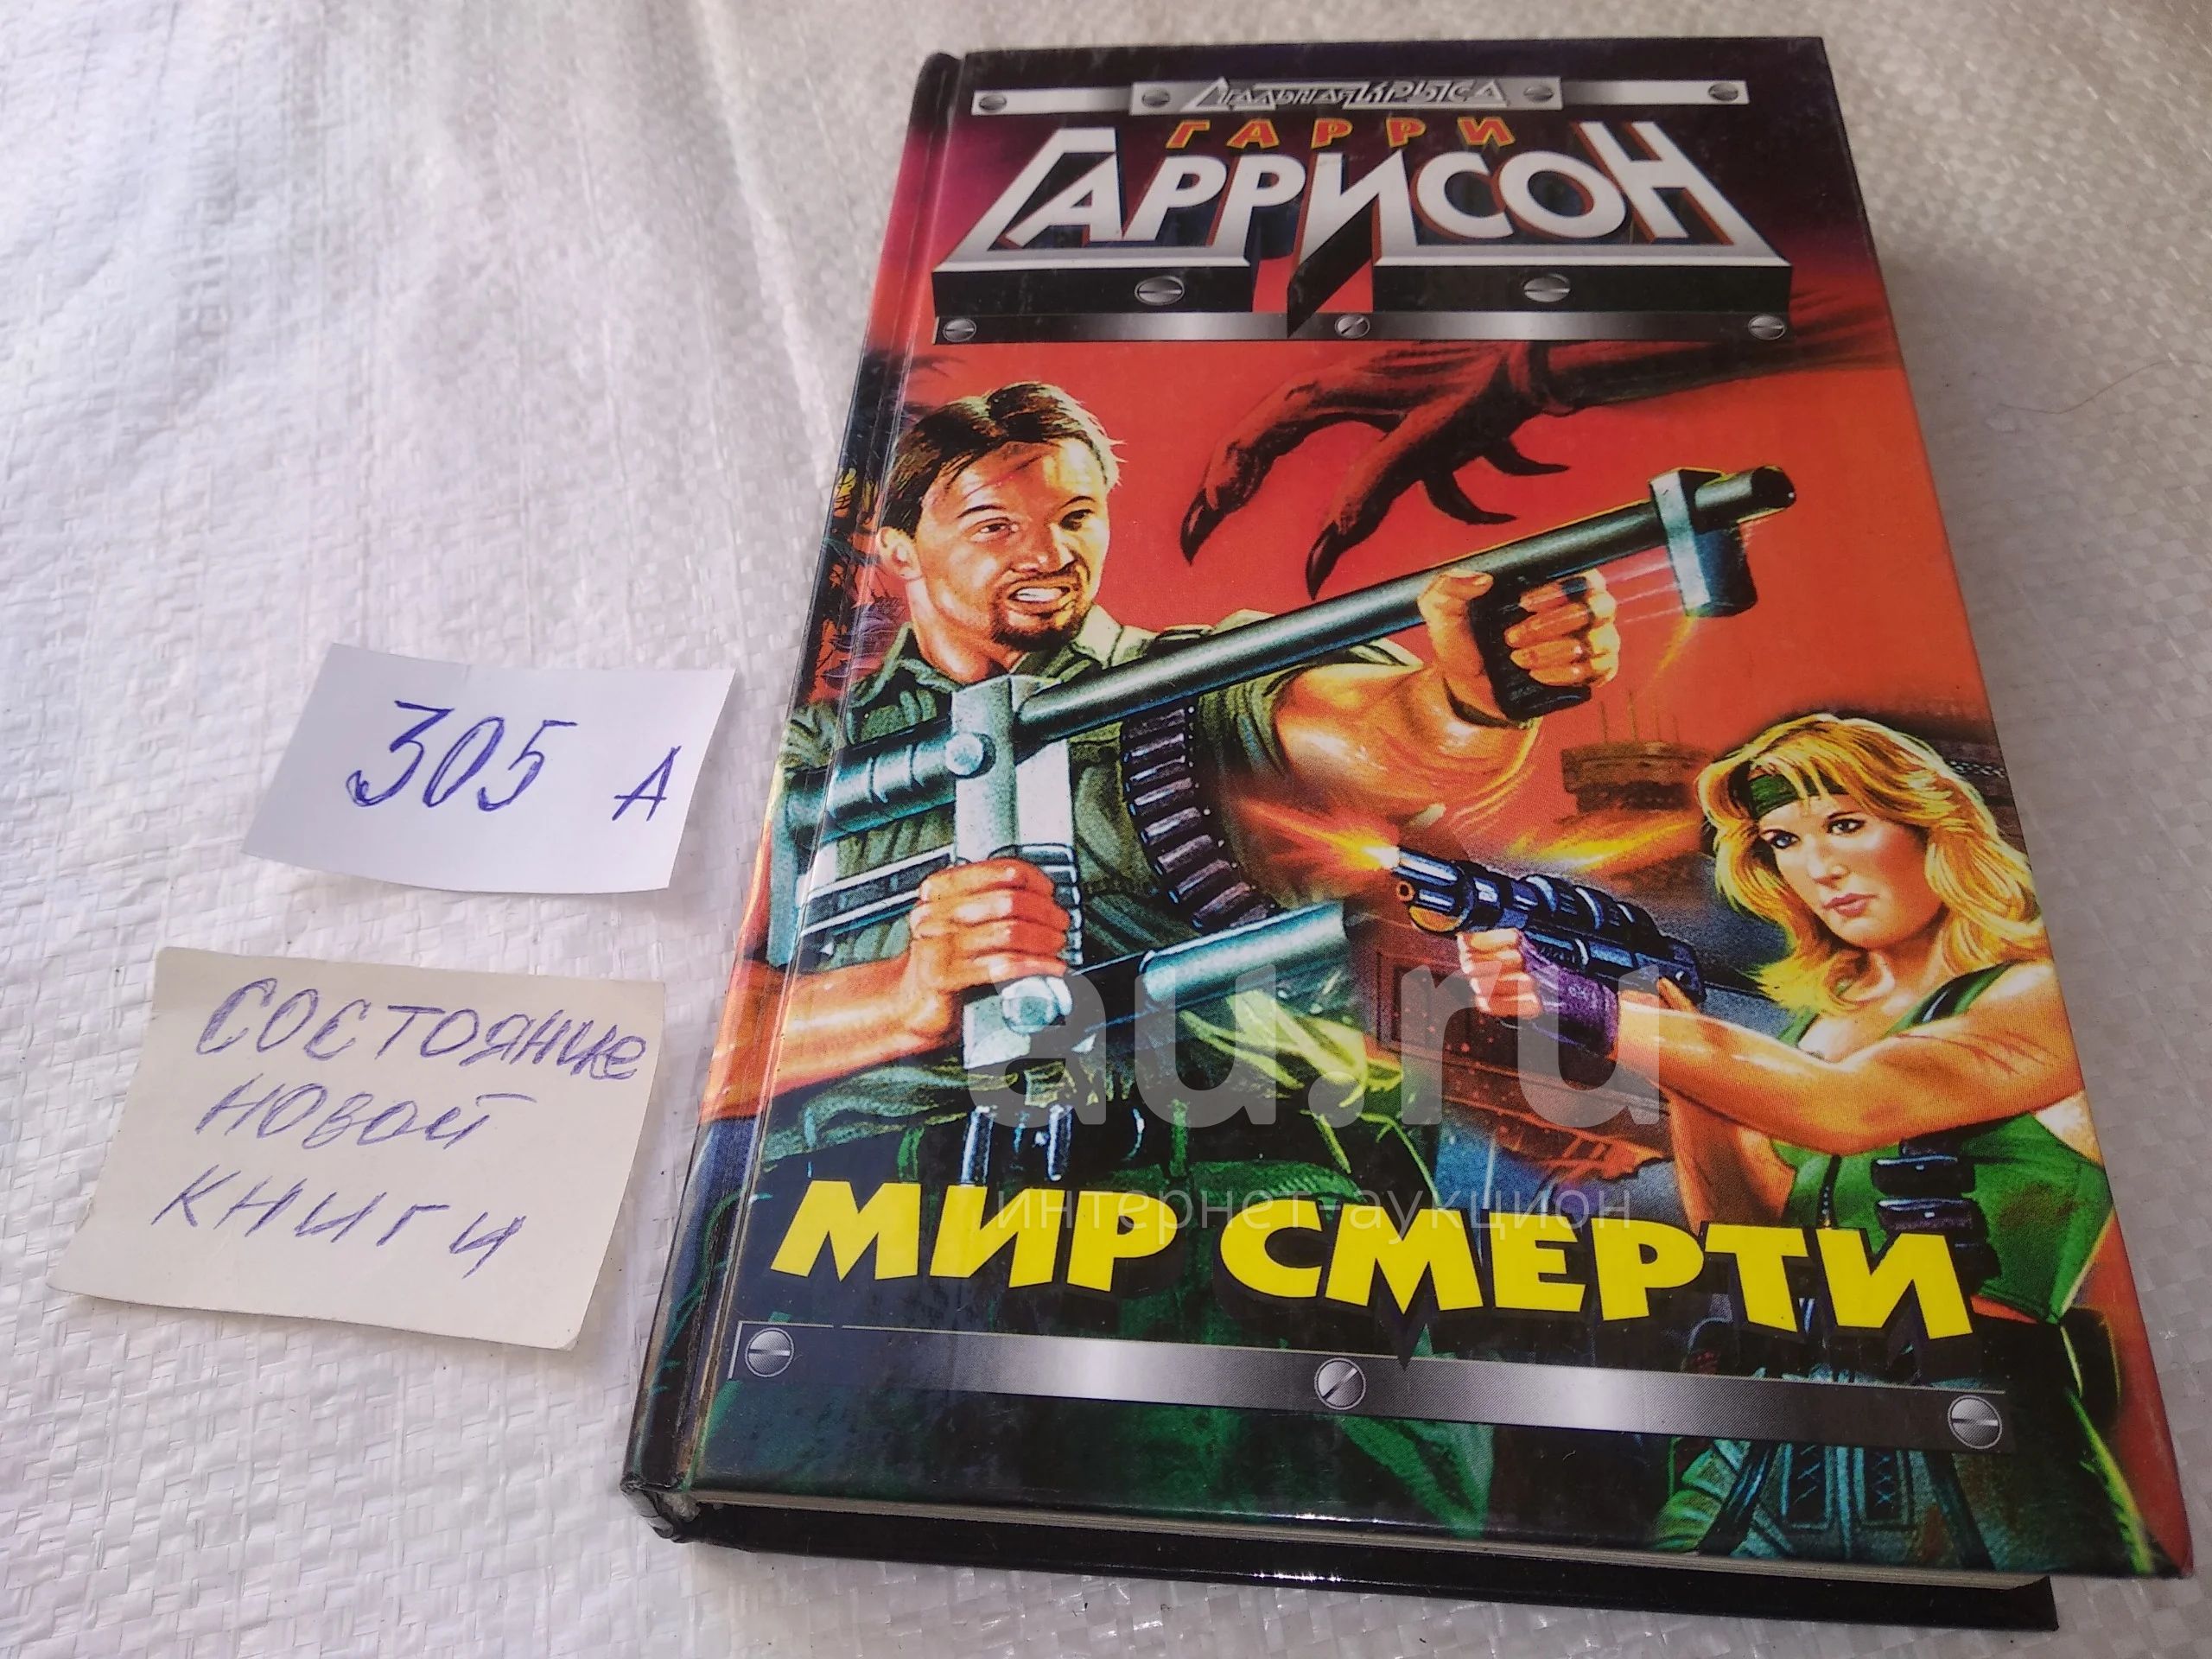 СТАЛЬНАЯ КРЫСА
ГАРРИ
ГАРРИСОН
305 А
СОСТОЯНИЕ
НОВОЙ
КНИГИ
au.ru
интернет-аукцион
МИР СМЕРТИ